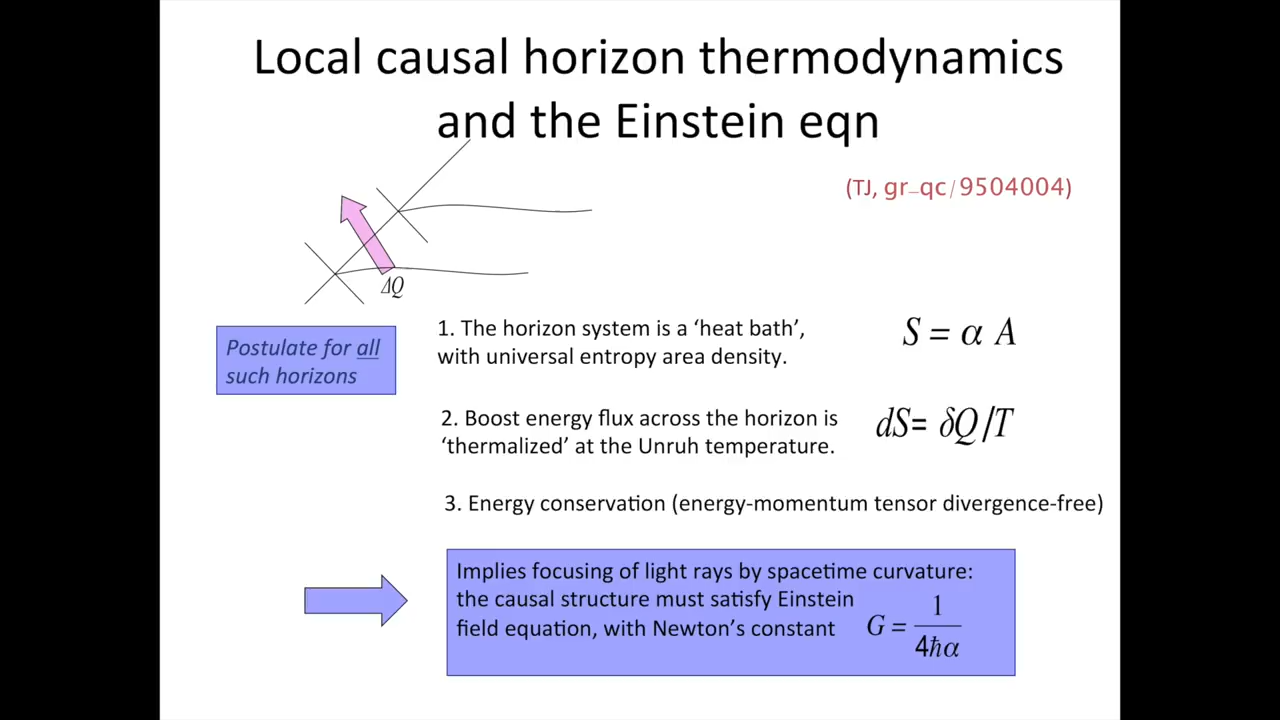 Local causal horizon thermodynamics
and the Einstein eqn
(TJ, gr-qc/9504004)
ΔQ
Postulate for all
such horizons
1. The horizon system is a ‘heat bath’,
with universal entropy area density.
S = α A
2. Boost energy flux across the horizon is
‘thermalized’ at the Unruh temperature.
dS= δQ/T
3. Energy conservation (energy-momentum tensor divergence-free)
Implies focusing of light rays by spacetime curvature:
the causal structure must satisfy Einstein
field equation, with Newton’s constant
G = 1/4ħα